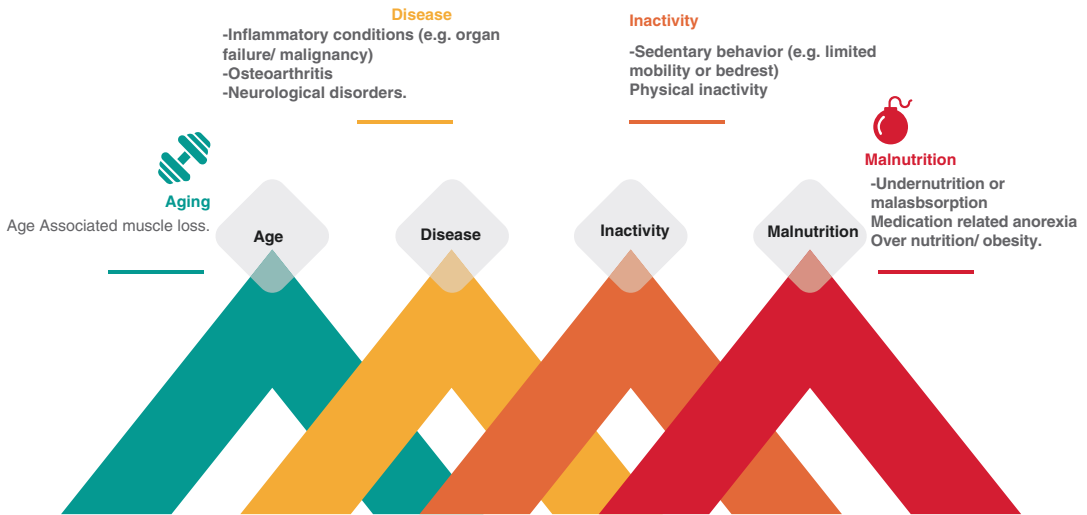 Disease
-Inflammatory conditions (e.g. organ
failure/ malignancy)
-Osteoarthritis
-Neurological disorders.
Inactivity
-Sedentary behavior (e.g. limited
mobility or bedrest)
Physical inactivity
Malnutrition
-Undernutrition or
malasbsorption
Medication related anorexia
Over nutrition/ obesity.
Aging
Age Associated muscle loss.
Age
Disease
Inactivity
Malnutrition